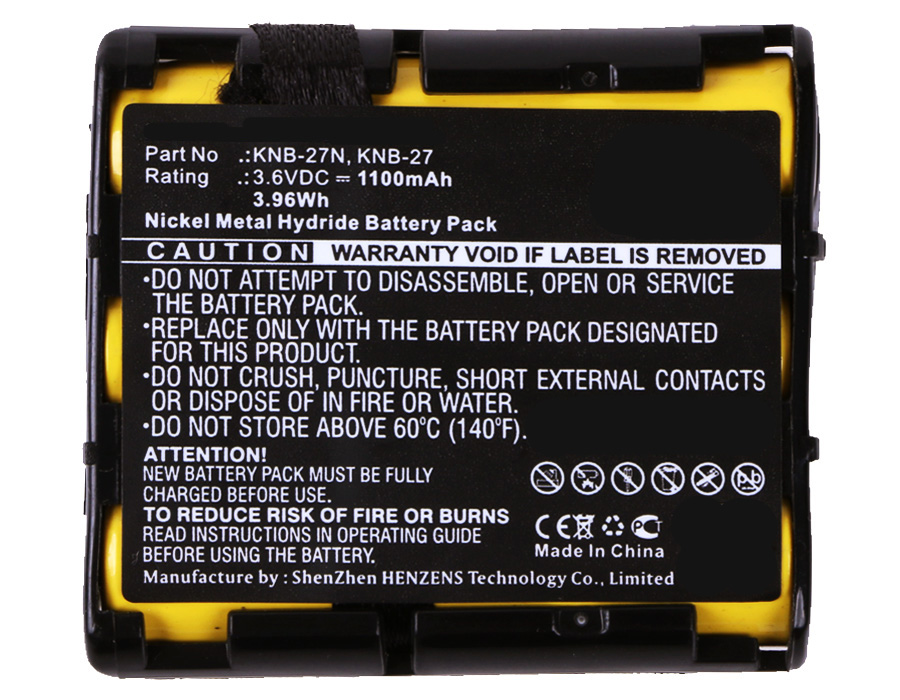 Part No .:KNB-27N, KNB-27
Rating .:3.6VDC ⎓ 1100mAh
3.96Wh
Nickel Metal Hydride Battery Pack
CAUTION WARRANTY VOID IF LABEL IS REMOVED
•DO NOT ATTEMPT TO DISASSEMBLE, OPEN OR SERVICE
THE BATTERY PACK.
•REPLACE ONLY WITH THE BATTERY PACK DESIGNATED
FOR THIS PRODUCT.
•DO NOT CRUSH, PUNCTURE, SHORT EXTERNAL CONTACTS
OR DISPOSE OF IN FIRE OR WATER.
•DO NOT STORE ABOVE 60°C (140°F).
ATTENTION!
NEW BATTERY PACK MUST BE FULLY
CHARGED BEFORE USE.
TO REDUCE RISK OF FIRE OR BURNS
READ INSTRUCTIONS IN OPERATING GUIDE
BEFORE USING THE BATTERY.
Pb
CE PCT
Made In China
Manufacture by : ShenZhen HENZENS Technology Co., Limited